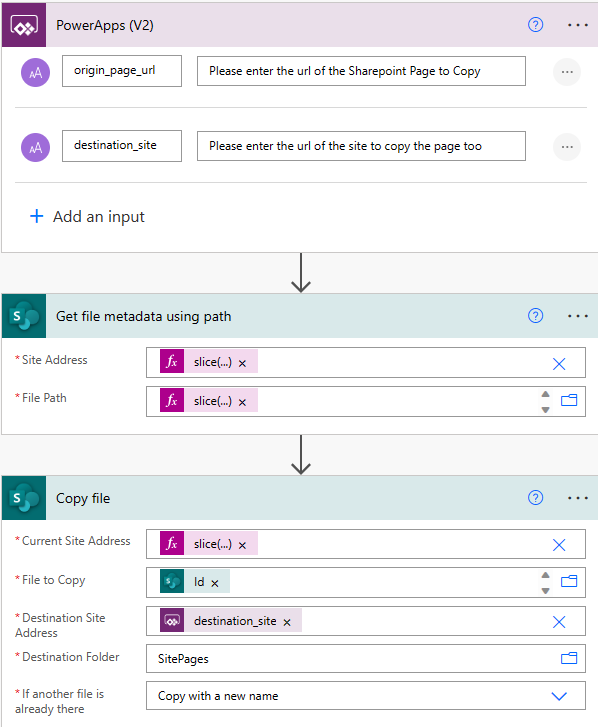 PowerApps (V2)
origin_page_url Please enter the url of the Sharepoint Page to Copy
destination_site Please enter the url of the site to copy the page too
+ Add an input
Get file metadata using path
* Site Address fx slice(...) ×
* File Path fx slice(...) ×
Copy file
* Current Site Address fx slice(...) ×
* File to Copy Id ×
* Destination Site
Address
destination_site ×
* Destination Folder SitePages
* If another file is
already there
Copy with a new name